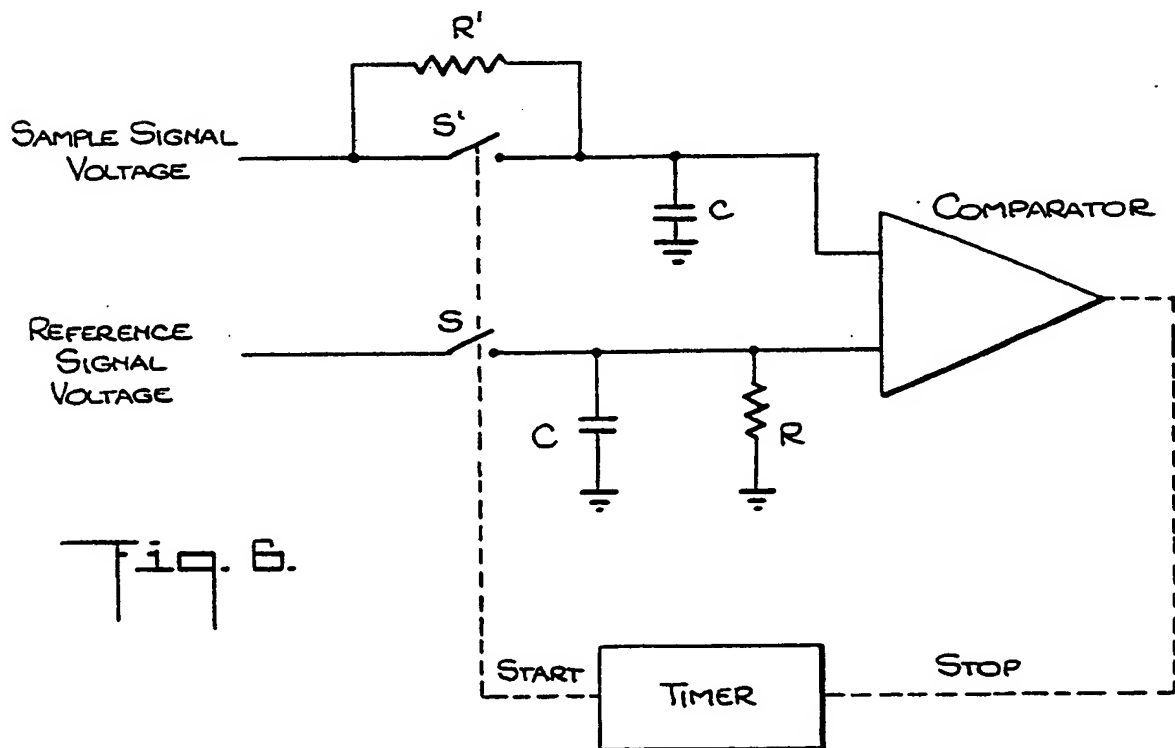 R'
S'
SAMPLE SIGNAL
VOLTAGE
C
COMPARATOR
S
REFERENCE
SIGNAL
VOLTAGE
C
R
Fig. 6.
START
TIMER
STOP